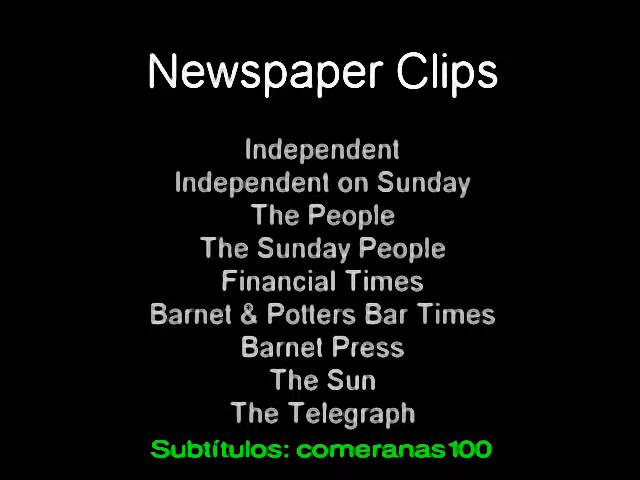 Newspaper Clips
Independent
Independent on Sunday
The People
The Sunday People
Financial Times
Barnet & Potters Bar Times
Barnet Press
The Sun
The Telegraph
Subtítulos: comeranas100